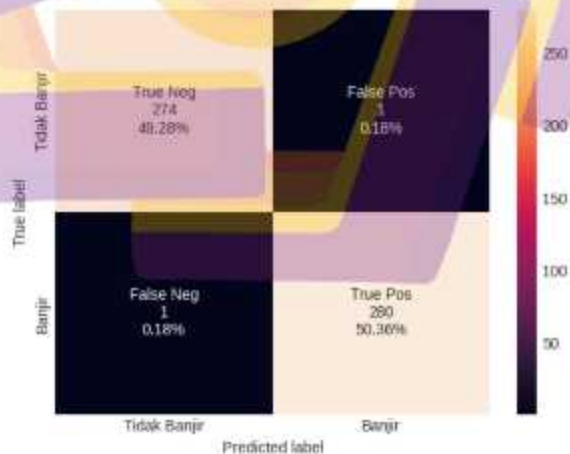 True label
Tidak Banjir
True Neg
274
49.28%
False Pos
1
0.18%
Banjir
False Neg
1
0.18%
True Pos
280
50.36%
Tidak Banjir
Banjir
Predicted label
250
200
150
100
50